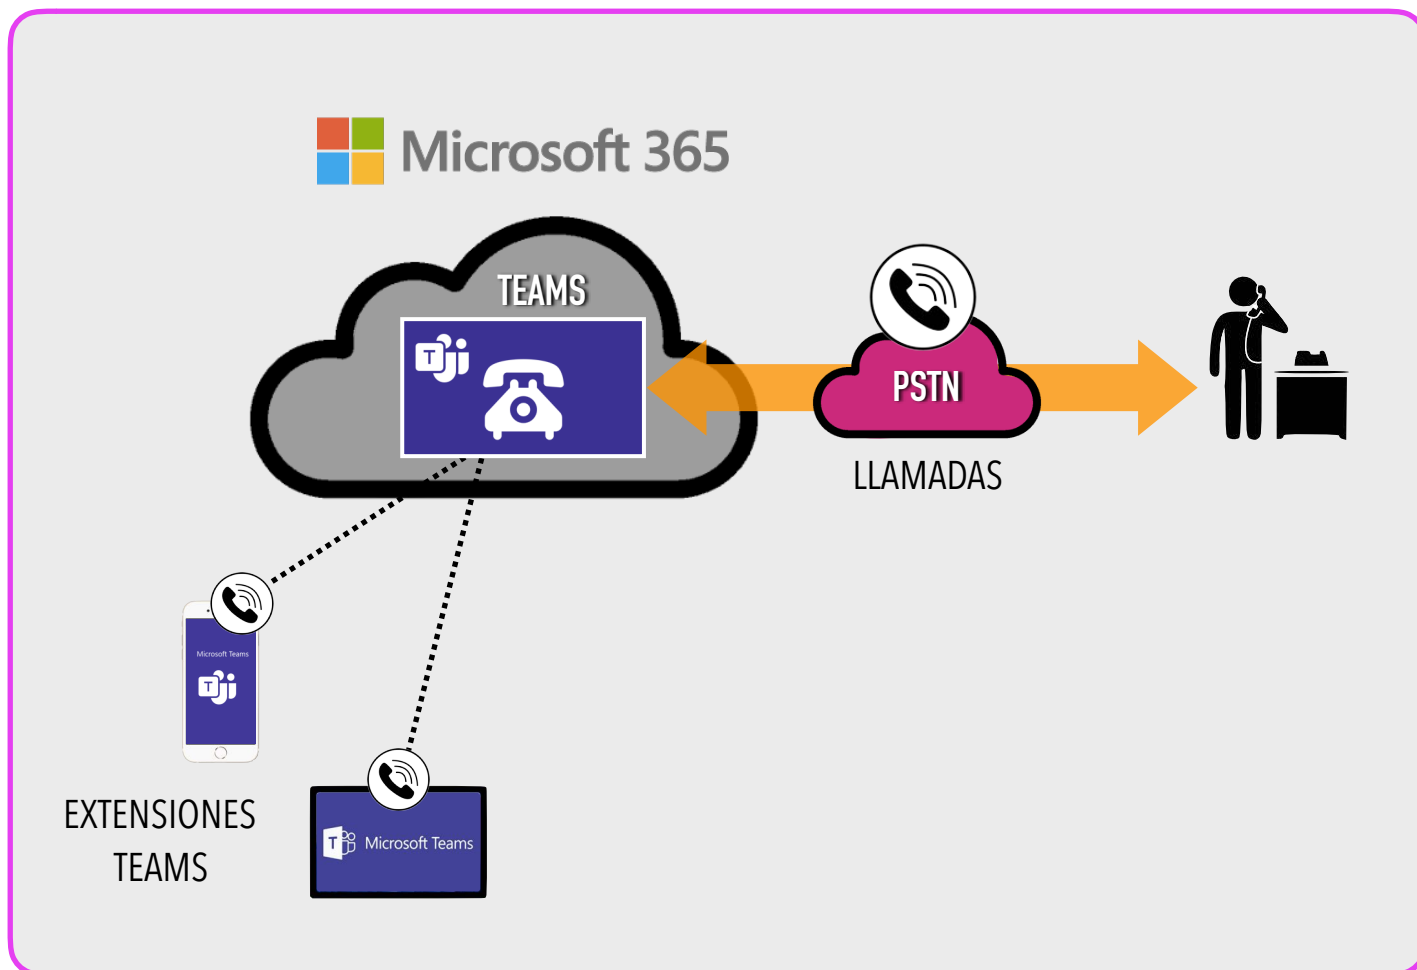 Microsoft 365
TEAMS
T
PSTN
LLAMADAS
Microsoft Teams
T
EXTENSIONES
TEAMS
T
Microsoft Teams